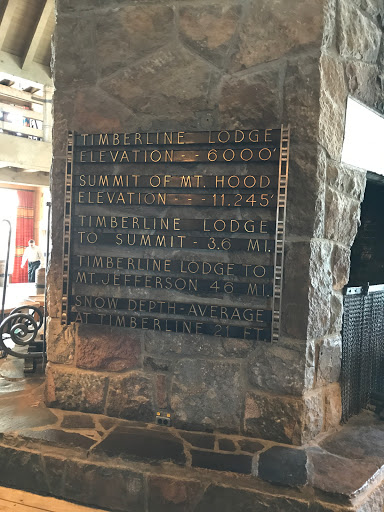 TIMBERLINE LODGE
ELEVATION -- 6000'
SUMMIT OF MT. HOOD
ELEVATION --- 11,245'
TIMBERLINE LODGE
TO SUMMIT - 3.6 MI.
TIMBERLINE LODGE TO
MT. JEFFERSON 46 MI.
SNOW DEPTH-AVERAGE
AT TIMBERLINE 21 FT.